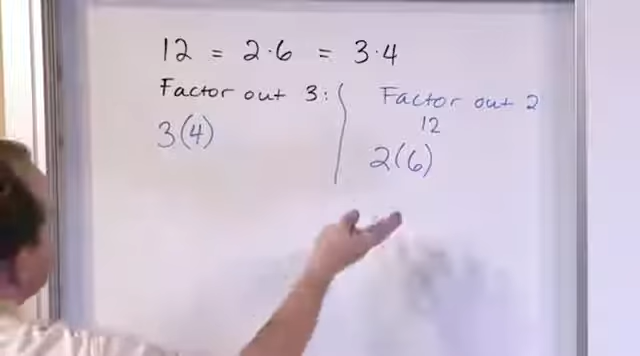 12 = 2·6 = 3·4
Factor out 3:
3(4)
Factor out 2
12
2(6)